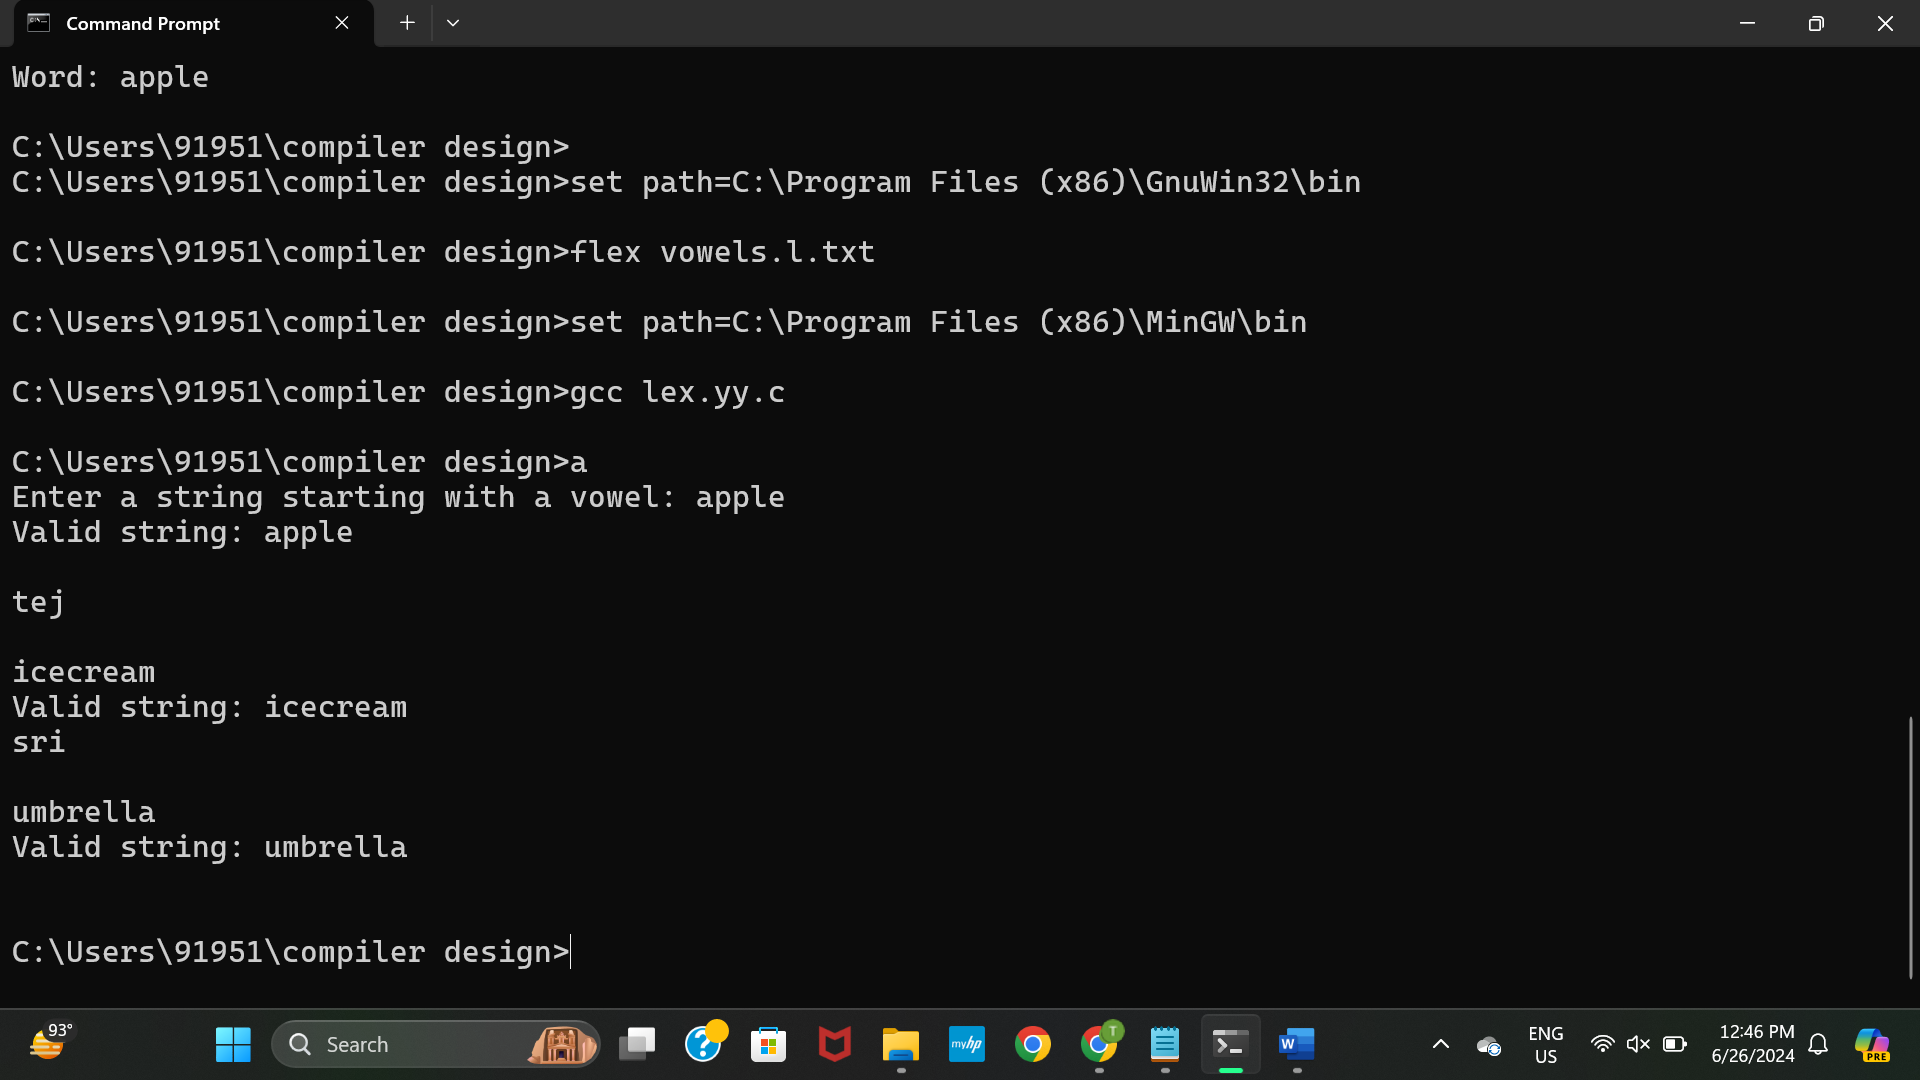 Command Prompt
Word: apple
C:\Users\91951\compiler design>
C:\Users\91951\compiler design>set path=C:\Program Files (x86)\GnuWin32\bin
C:\Users\91951\compiler design>flex vowels.l.txt
C:\Users\91951\compiler design>set path=C:\Program Files (x86)\MinGW\bin
C:\Users\91951\compiler design>gcc lex.yy.c
C:\Users\91951\compiler design>a
Enter a string starting with a vowel: apple
Valid string: apple
tej
icecream
Valid string: icecream
sri
umbrella
Valid string: umbrella
C:\Users\91951\compiler design>
93°
Search
myhp
T
W
ENG
US
12:46 PM
6/26/2024
PRE